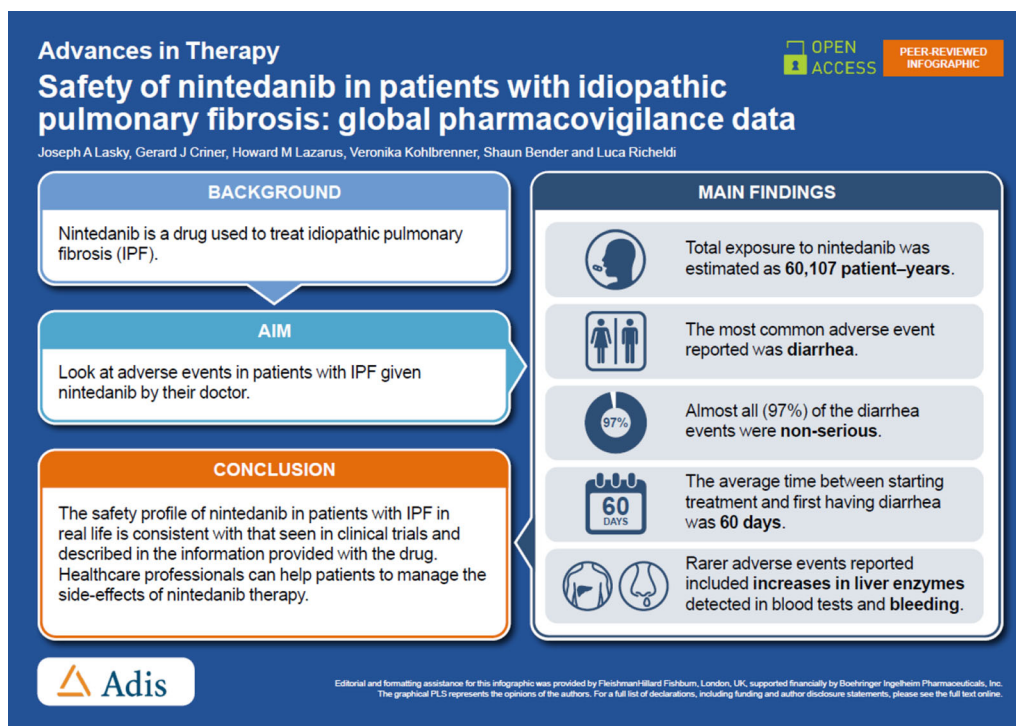 Advances in Therapy
Safety of nintedanib in patients with idiopathic
pulmonary fibrosis: global pharmacovigilance data
Joseph A Lasky, Gerard J Criner, Howard M Lazarus, Veronika Kohlbrenner, Shaun Bender and Luca Richeldi
OPEN
ACCESS
PEER-REVIEWED
INFOGRAPHIC
BACKGROUND
Nintedanib is a drug used to treat idiopathic pulmonary
fibrosis (IPF).
AIM
Look at adverse events in patients with IPF given
nintedanib by their doctor.
CONCLUSION
The safety profile of nintedanib in patients with IPF in
real life is consistent with that seen in clinical trials and
described in the information provided with the drug.
Healthcare professionals can help patients to manage the
side-effects of nintedanib therapy.
MAIN FINDINGS
Total exposure to nintedanib was
estimated as 60,107 patient–years.
The most common adverse event
reported was diarrhea.
97%
Almost all (97%) of the diarrhea
events were non-serious.
60
DAYS
The average time between starting
treatment and first having diarrhea
was 60 days.
Rarer adverse events reported
included increases in liver enzymes
detected in blood tests and bleeding.
Adis
Editorial and formatting assistance for this infographic was provided by FleishmanHillard Fishburn, London, UK, supported financially by Boehringer Ingelheim Pharmaceuticals, Inc.
The graphical PLS represents the opinions of the authors. For a full list of declarations, including funding and author disclosure statements, please see the full text online.